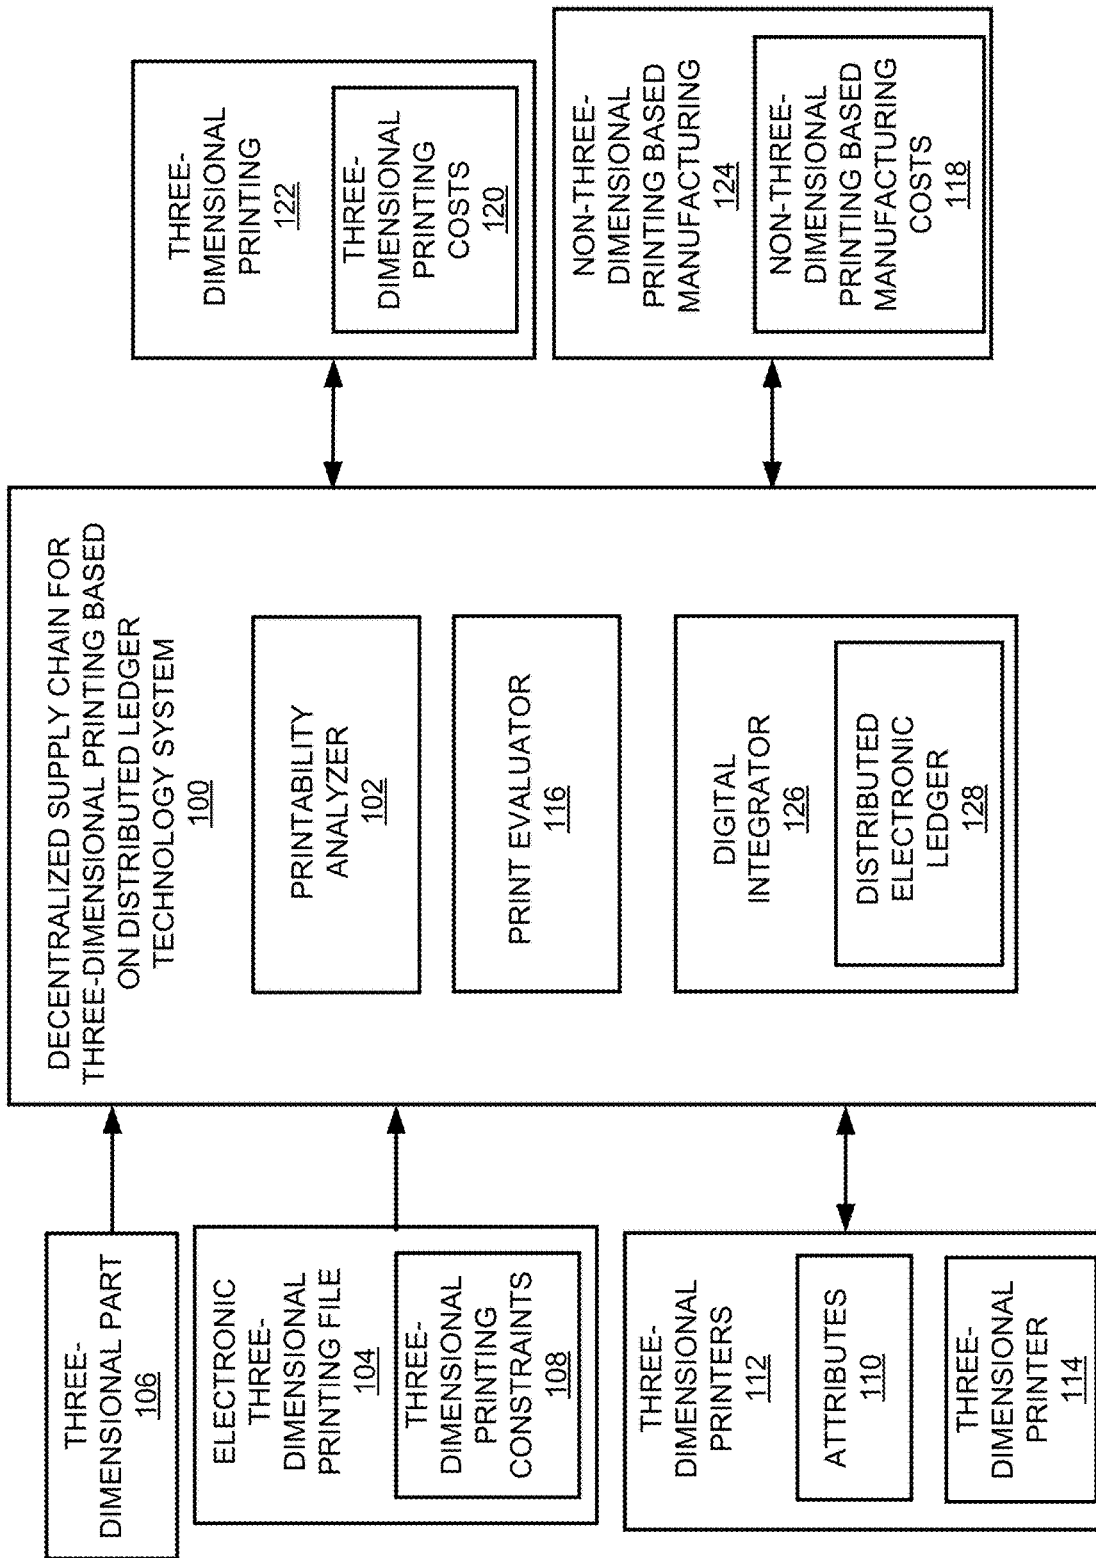 THREE-
DIMENSIONAL PART
106
ELECTRONIC
THREE-
DIMENSIONAL
PRINTING FILE
104
THREE-
DIMENSIONAL
PRINTING
CONSTRAINTS
108
THREE-
DIMENSIONAL
PRINTERS
112
ATTRIBUTES
110
THREE-
DIMENSIONAL
PRINTER
114
DECENTRALIZED SUPPLY CHAIN FOR
THREE-DIMENSIONAL PRINTING BASED
ON DISTRIBUTED LEDGER
TECHNOLOGY SYSTEM
100
PRINTABILITY
ANALYZER
102
PRINT EVALUATOR
116
DIGITAL
INTEGRATOR
126
DISTRIBUTED
ELECTRONIC
LEDGER
128
THREE-
DIMENSIONAL
PRINTING
122
THREE-
DIMENSIONAL
PRINTING
COSTS
120
NON-THREE-
DIMENSIONAL
PRINTING BASED
MANUFACTURING
124
NON-THREE-
DIMENSIONAL
PRINTING BASED
MANUFACTURING
COSTS
118